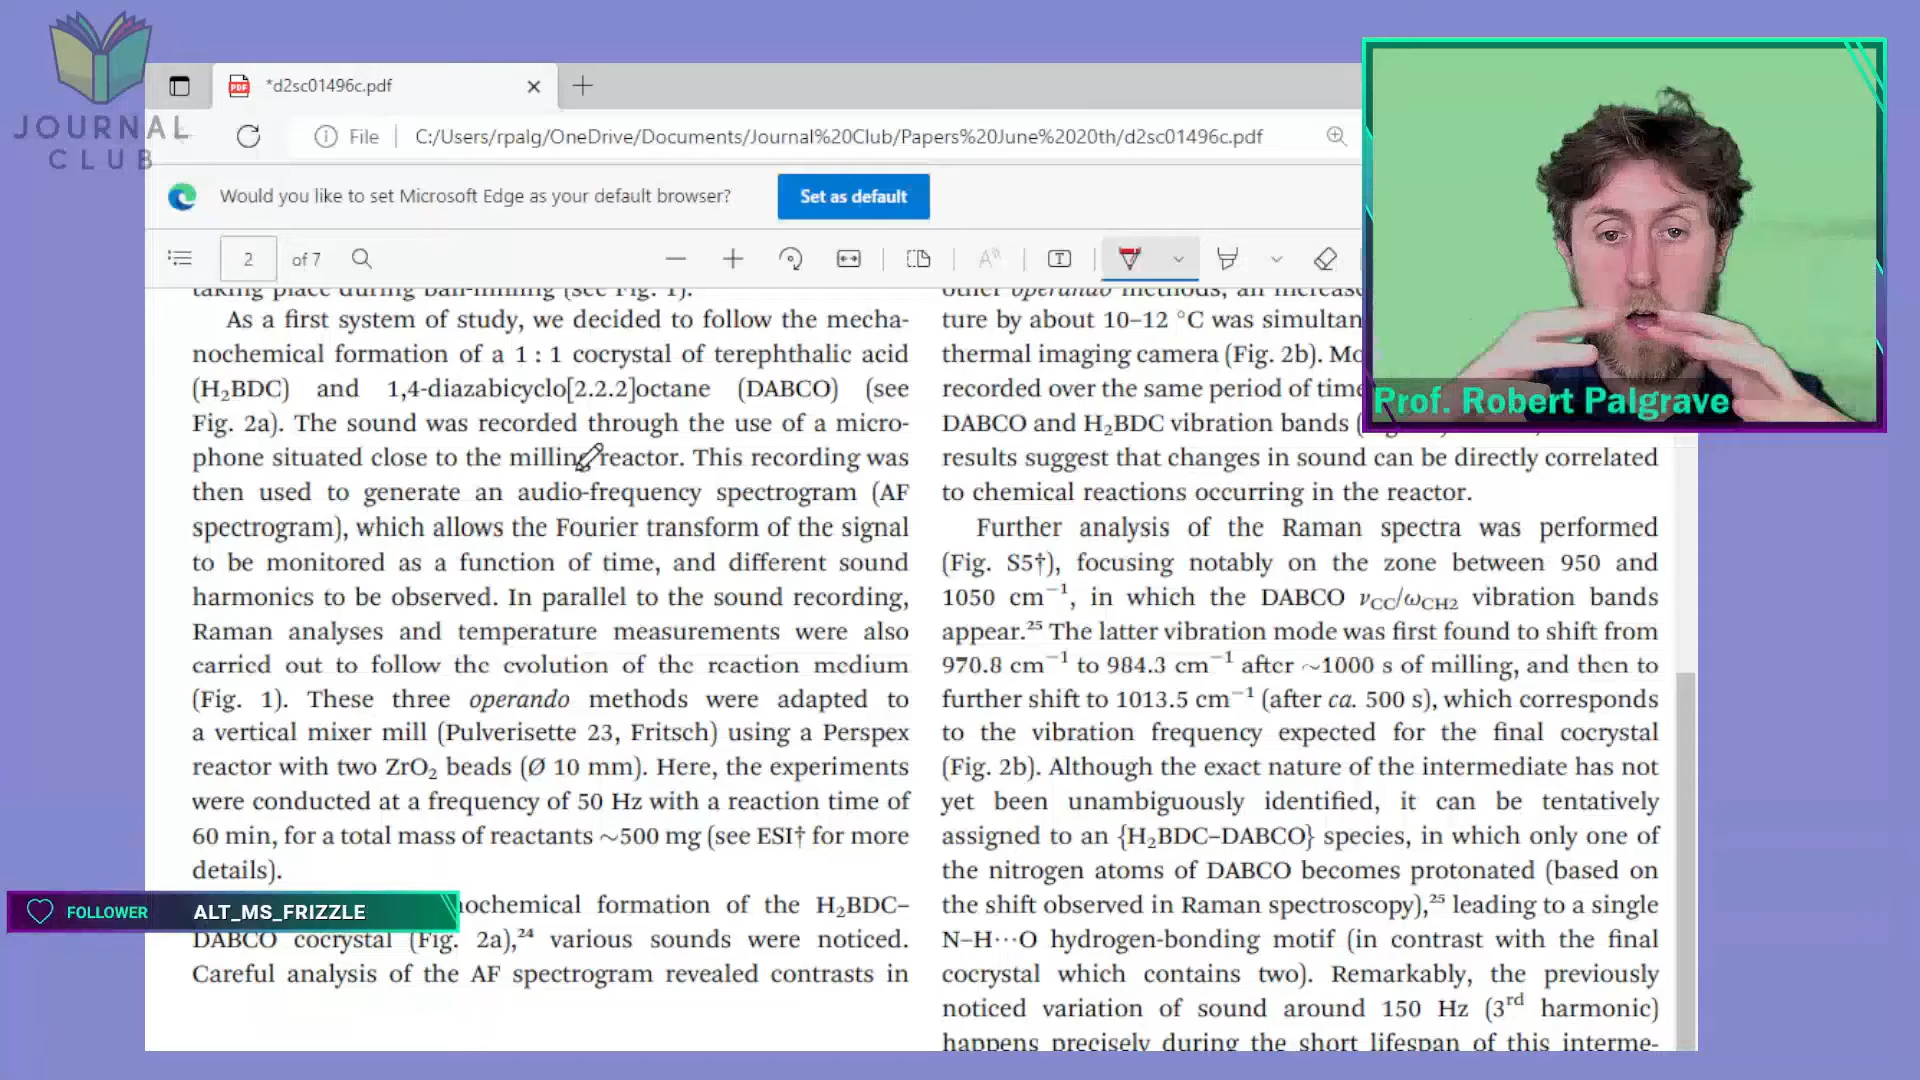 JOURNAL
CLUB
*d2sc01496c.pdf
File
C:/Users/rpalg/OneDrive/Documents/Journal%20Club/Papers%20June%2020th/d2sc01496c.pdf
Would you like to set Microsoft Edge as your default browser?
Set as default
2 of 7
taking place during ball-milling (see Fig. 1).
As a first system of study, we decided to follow the mecha-
nochemical formation of a 1 : 1 cocrystal of terephthalic acid
(H₂BDC) and 1,4-diazabicyclo[2.2.2]octane (DABCO) (see
Fig. 2a). The sound was recorded through the use of a micro-
phone situated close to the milling reactor. This recording was
then used to generate an audio-frequency spectrogram (AF
spectrogram), which allows the Fourier transform of the signal
to be monitored as a function of time, and different sound
harmonics to be observed. In parallel to the sound recording,
Raman analyses and temperature measurements were also
carried out to follow the evolution of the reaction medium
(Fig. 1). These three operando methods were adapted to
a vertical mixer mill (Pulverisette 23, Fritsch) using a Perspex
reactor with two ZrO₂ beads (Ø 10 mm). Here, the experiments
were conducted at a frequency of 50 Hz with a reaction time of
60 min, for a total mass of reactants ~500 mg (see ESI† for more
details).
nochemical formation of the H₂BDC–
DABCO cocrystal (Fig. 2a),²⁴ various sounds were noticed.
Careful analysis of the AF spectrogram revealed contrasts in
other operando methods, an increase
ture by about 10–12 °C was simultan
thermal imaging camera (Fig. 2b). Mo
recorded over the same period of time
DABCO and H₂BDC vibration bands
results suggest that changes in sound can be directly correlated
to chemical reactions occurring in the reactor.
Further analysis of the Raman spectra was performed
(Fig. S5†), focusing notably on the zone between 950 and
1050 cm⁻¹, in which the DABCO νCC/ωCH2 vibration bands
appear.²⁵ The latter vibration mode was first found to shift from
970.8 cm⁻¹ to 984.3 cm⁻¹ after ~1000 s of milling, and then to
further shift to 1013.5 cm⁻¹ (after ca. 500 s), which corresponds
to the vibration frequency expected for the final cocrystal
(Fig. 2b). Although the exact nature of the intermediate has not
yet been unambiguously identified, it can be tentatively
assigned to an {H₂BDC–DABCO} species, in which only one of
the nitrogen atoms of DABCO becomes protonated (based on
the shift observed in Raman spectroscopy),²⁵ leading to a single
N–H···O hydrogen-bonding motif (in contrast with the final
cocrystal which contains two). Remarkably, the previously
noticed variation of sound around 150 Hz (3rd harmonic)
happens precisely during the short lifespan of this interme-
Prof. Robert Palgrave
FOLLOWER ALT_MS_FRIZZLE